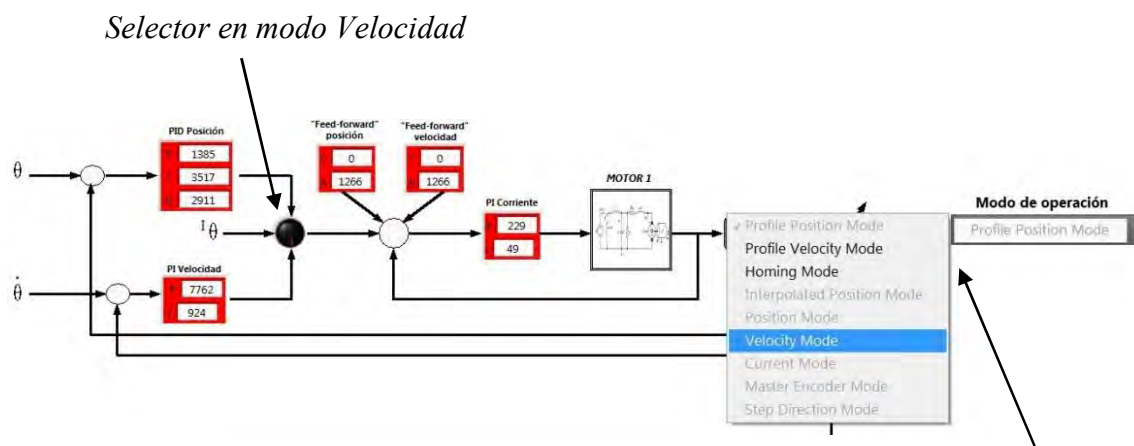 Selector en modo Velocidad
"Feed-forward" posición
"Feed-forward" velocidad
PID Posición
1385
3517
2911
0
1266
0
1266
MOTOR 1
PI Corriente
229
49
θ
I θ
PI Velocidad
7762
924
θ̇
Modo de operación
Profile Position Mode
✓ Profile Position Mode
Profile Velocity Mode
Homing Mode
Interpolated Position Mode
Position Mode
Velocity Mode
Current Mode
Master Encoder Mode
Step Direction Mode